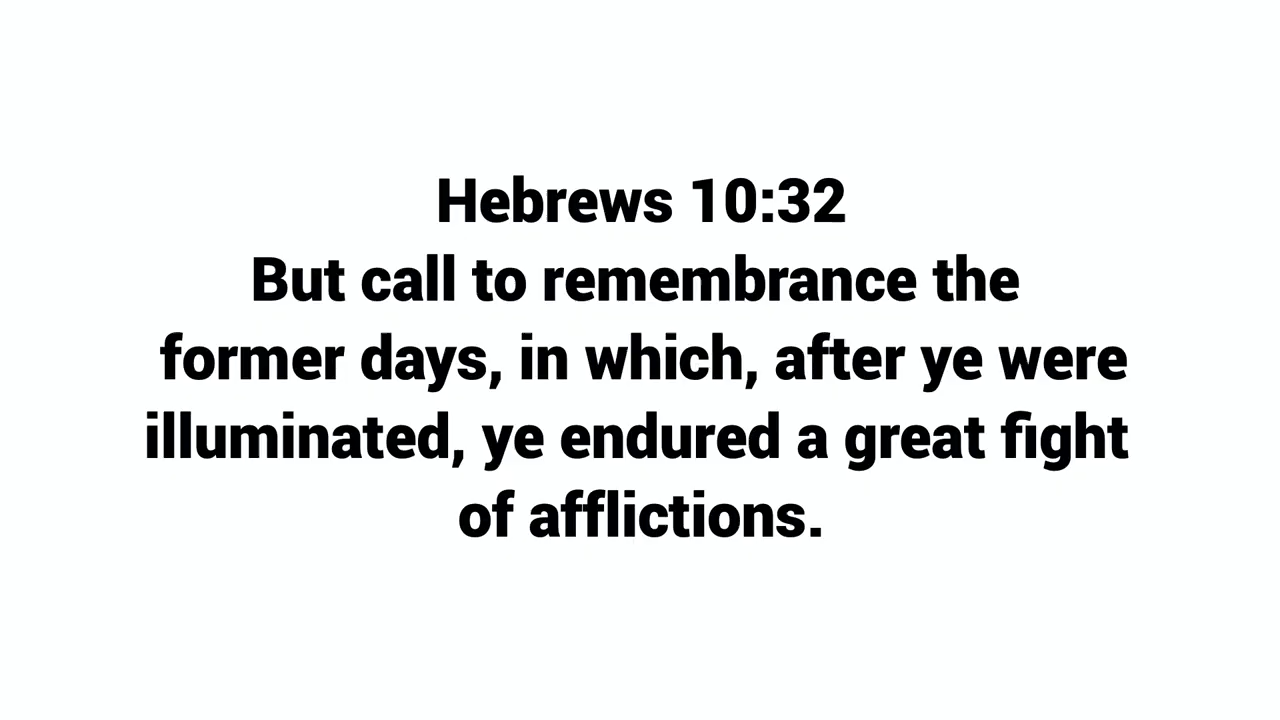 Hebrews 10:32
But call to remembrance the
former days, in which, after ye were
illuminated, ye endured a great fight
of afflictions.